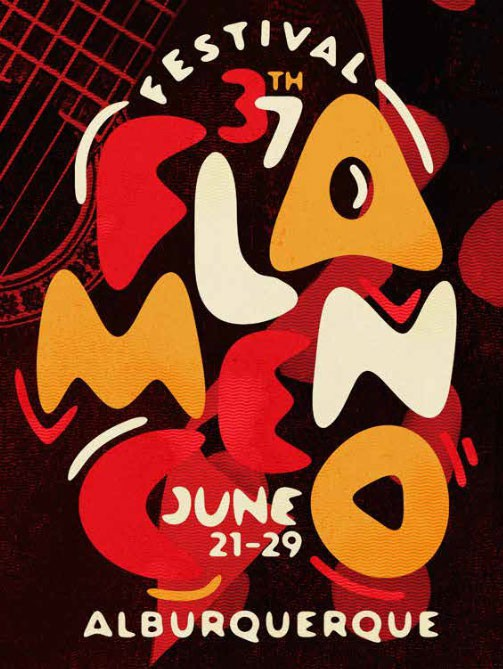 FESTIVAL
37TH
FLA
MEN
CO
JUNE
21-29
ALBURQUERQUE